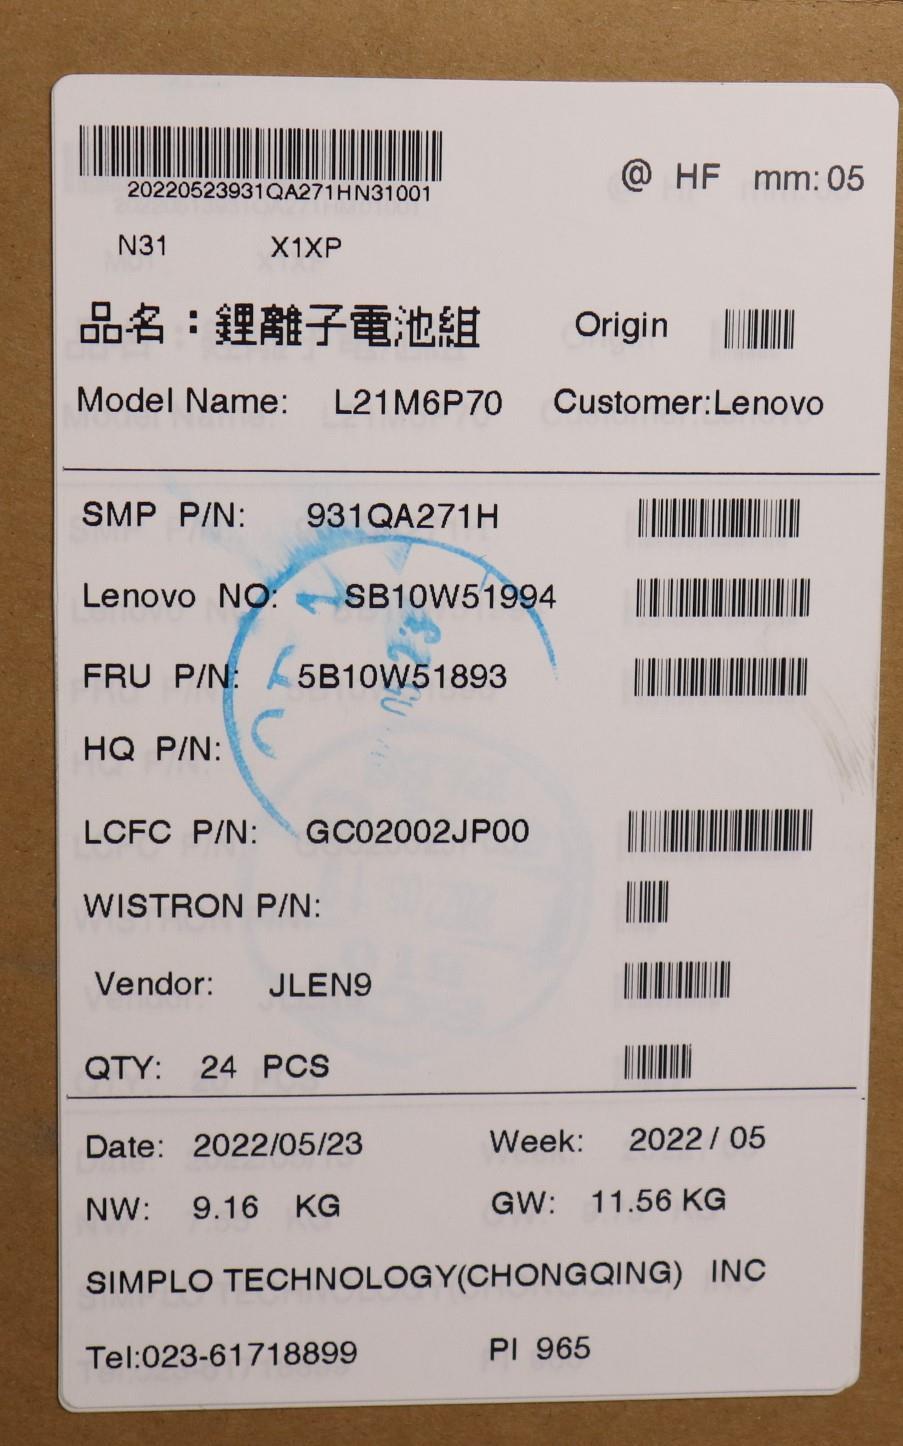 20220523931QA271HN31001
@ HF mm: 05
N31 X1XP
品名：鋰離子電池組 Origin
Model Name: L21M6P70 Customer:Lenovo
SMP P/N: 931QA271H
Lenovo NO: SB10W51994
FRU P/N: 5B10W51893
HQ P/N:
LCFC P/N: GC02002JP00
WISTRON P/N:
Vendor: JLEN9
QTY: 24 PCS
Date: 2022/05/23 Week: 2022 / 05
NW: 9.16 KG GW: 11.56 KG
SIMPLO TECHNOLOGY(CHONGQING) INC
Tel:023-61718899 PI 965